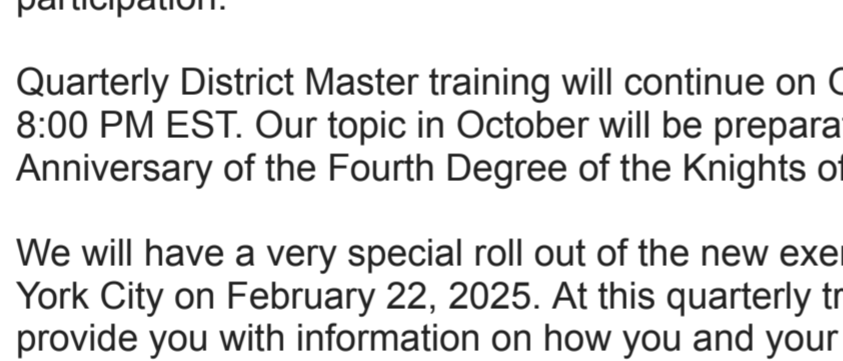 participation.
Quarterly District Master training will continue on
8:00 PM EST. Our topic in October will be
Anniversary of the Fourth Degree of the Knights of
We will have a very special roll out of the new
York City on February 22, 2025. At this quarterly
provide you with information on how you and your